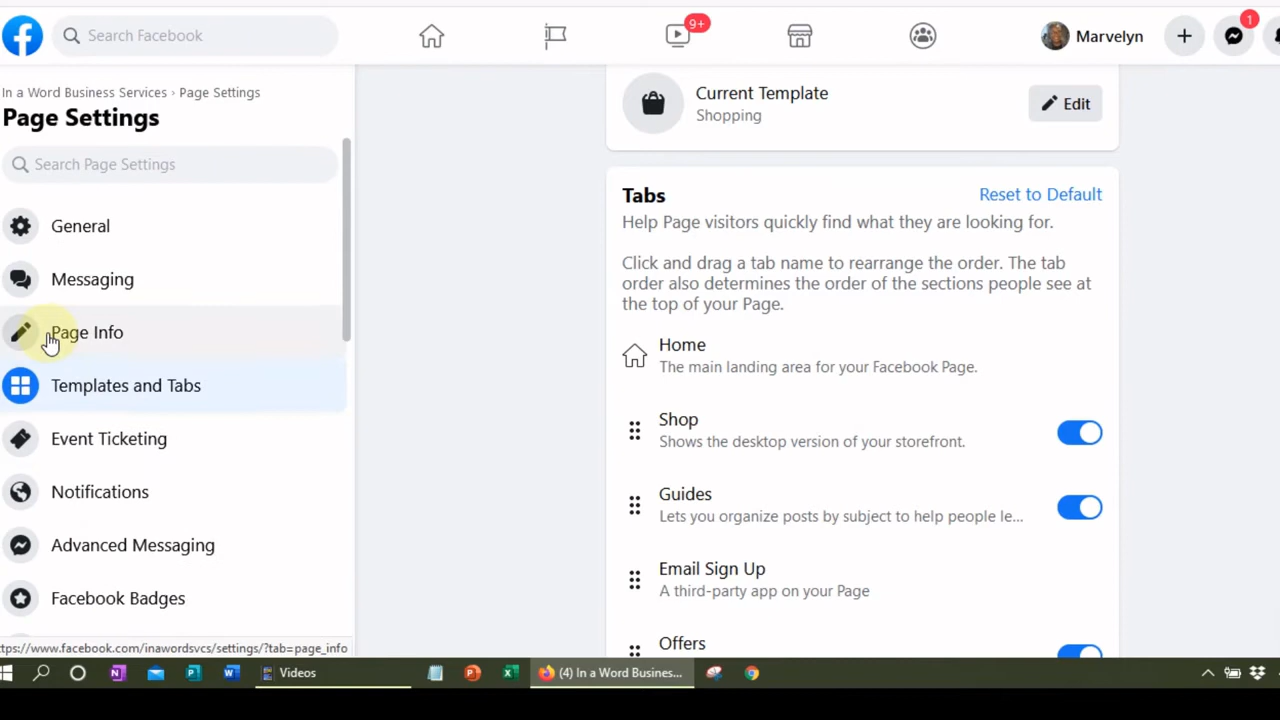 Search Facebook
9+
Marvelyn
1
In a Word Business Services › Page Settings
Page Settings
Search Page Settings
General
Messaging
Page Info
Templates and Tabs
Event Ticketing
Notifications
Advanced Messaging
Facebook Badges
ttps://www.facebook.com/inawordsvcs/settings/?tab=page_info
Current Template
Shopping
Edit
Tabs
Reset to Default
Help Page visitors quickly find what they are looking for.
Click and drag a tab name to rearrange the order. The tab
order also determines the order of the sections people see at
the top of your Page.
Home
The main landing area for your Facebook Page.
Shop
Shows the desktop version of your storefront.
Guides
Lets you organize posts by subject to help people le...
Email Sign Up
A third-party app on your Page
Offers
Videos
(4) In a Word Busines...